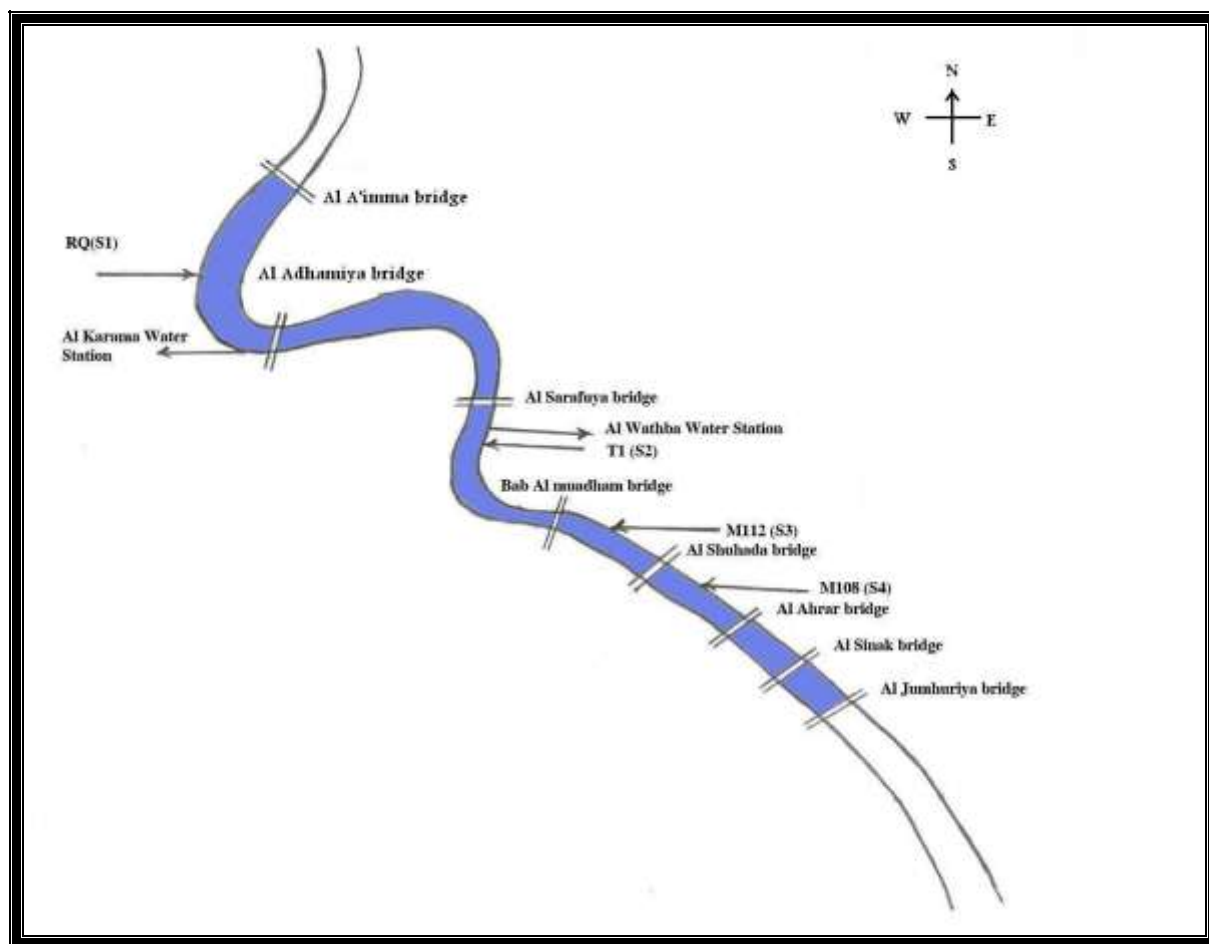 N
W E
S
Al A'imma bridge
RQ(S1)
Al Adhamiya bridge
Al Karama Water
Station
Al Sarafuya bridge
Al Wathba Water Station
T1 (S2)
Bab Al muadham bridge
M112 (S3)
Al Shuhada bridge
M108 (S4)
Al Ahrar bridge
Al Sinak bridge
Al Jumhuriya bridge